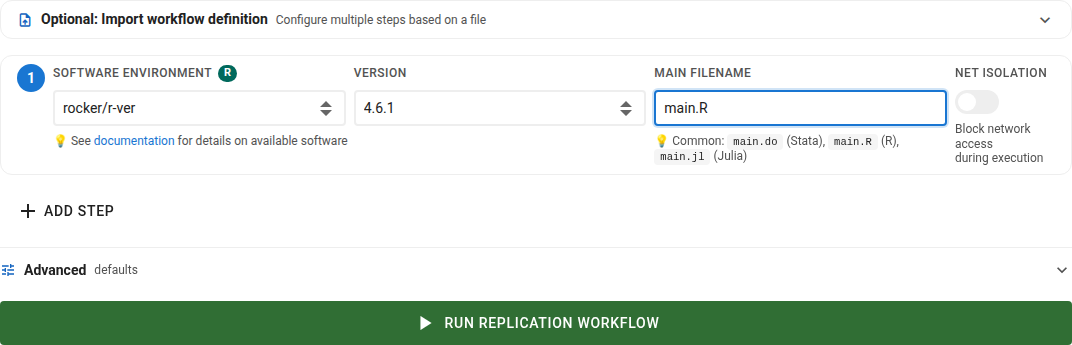 Optional: Import workflow definition Configure multiple steps based on a file
1 SOFTWARE ENVIRONMENT R VERSION MAIN FILENAME NET ISOLATION
rocker/r-ver 4.6.1 main.R
💡 See documentation for details on available software
💡 Common: main.do (Stata), main.R (R),
main.jl (Julia)
Block network
access
during execution
ADD STEP
Advanced defaults
RUN REPLICATION WORKFLOW